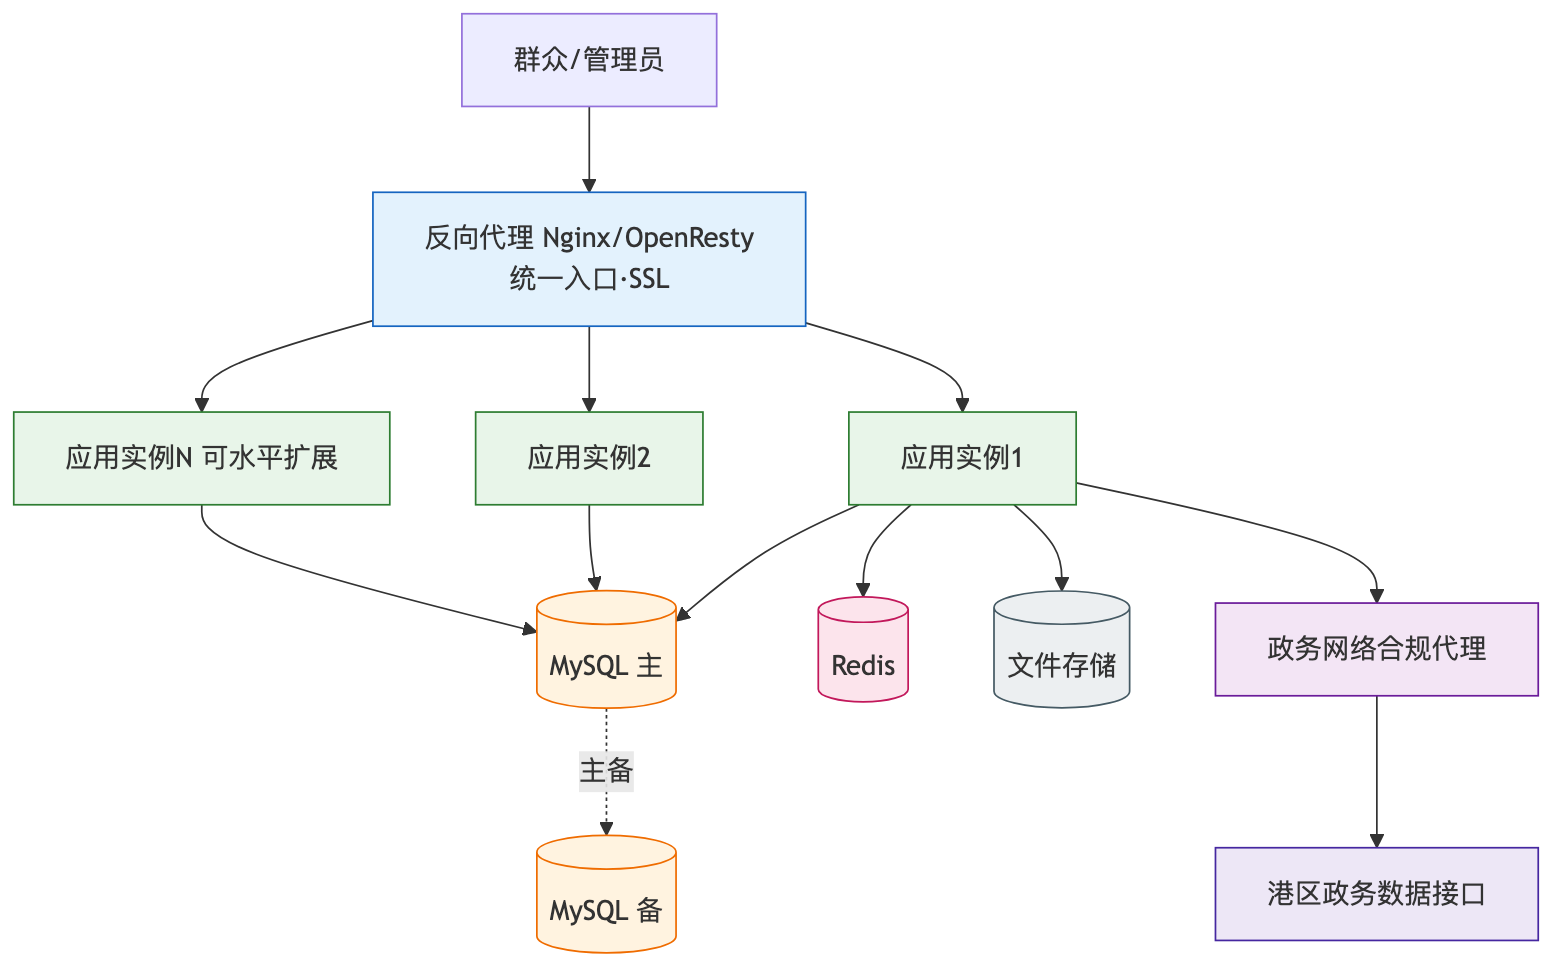 群众/管理员
反向代理 Nginx/OpenResty
统一入口·SSL
应用实例N 可水平扩展
应用实例2
应用实例1
MySQL 主
Redis
文件存储
政务网络合规代理
主备
MySQL 备
港区政务数据接口